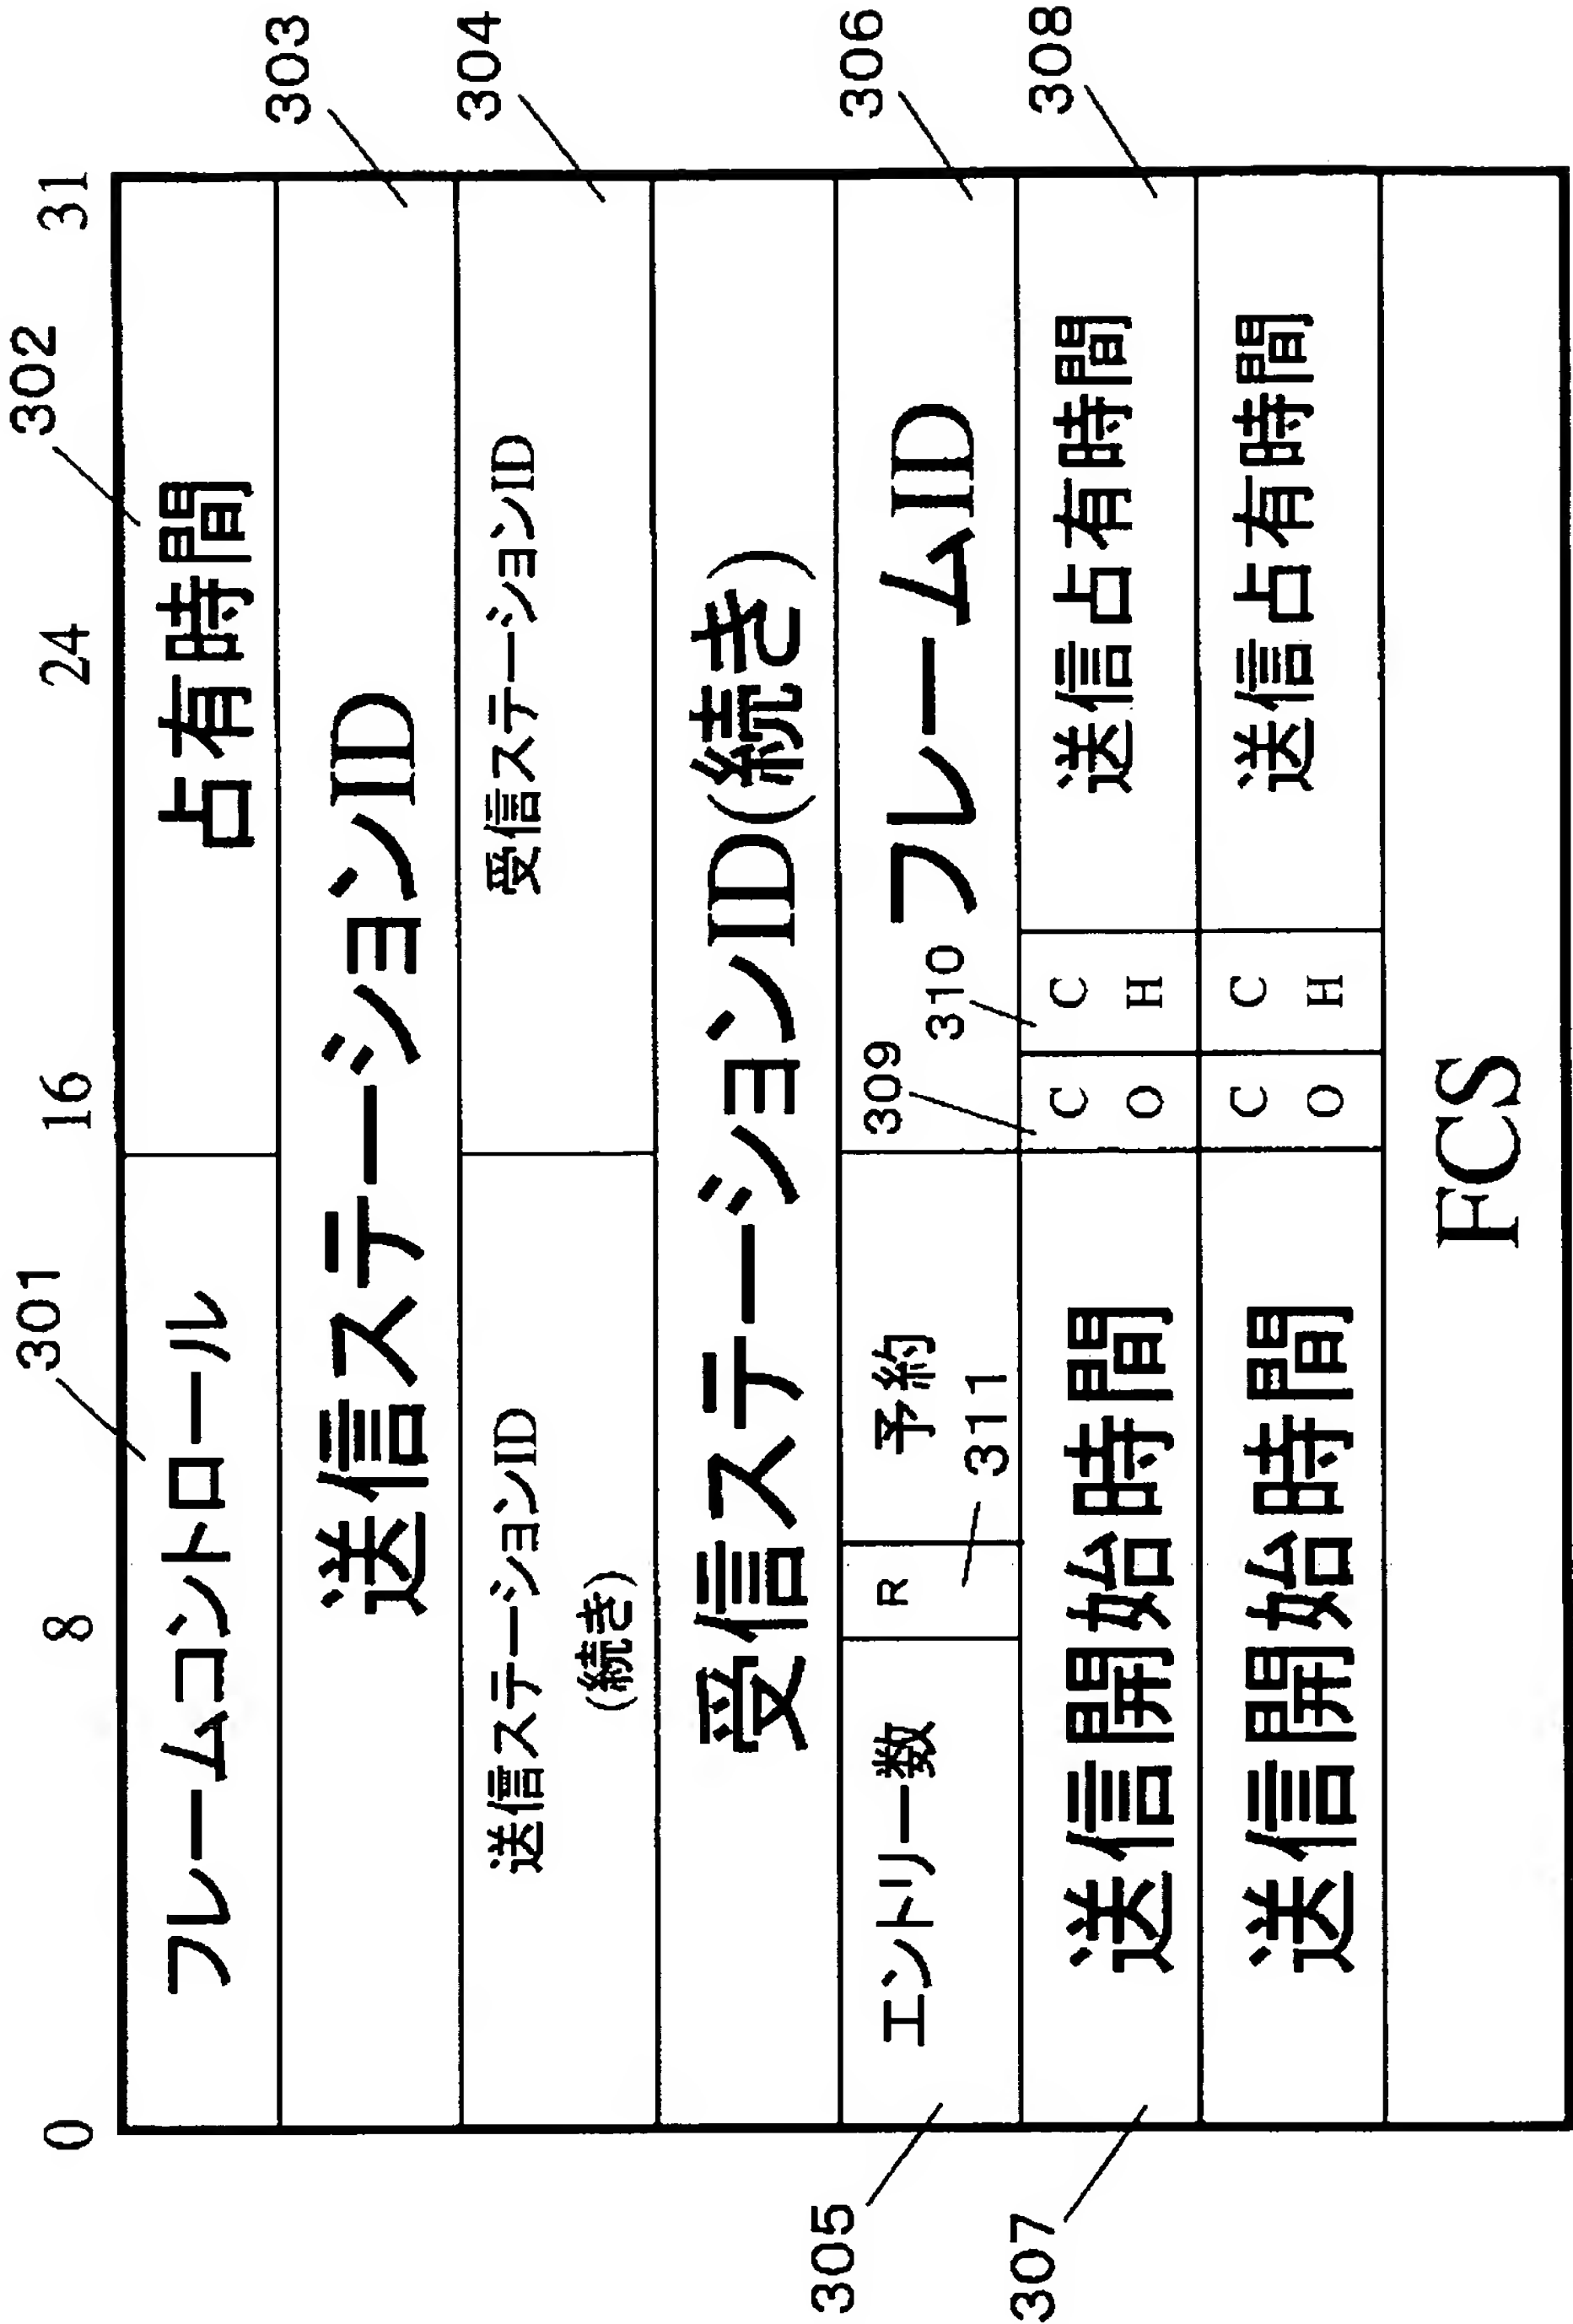 0 8 16 24 31
301 302
フレームコントロール 占有時間
303
送信ステーションID
304
送信ステーションID 受信ステーションID
(続き)
受信ステーションID(続き)
305 306
エントリー数 R 予約 フレームID
311 309 310
307 308
送信開始時間 C O C H 送信占有時間
送信開始時間 C O C H 送信占有時間
FCS